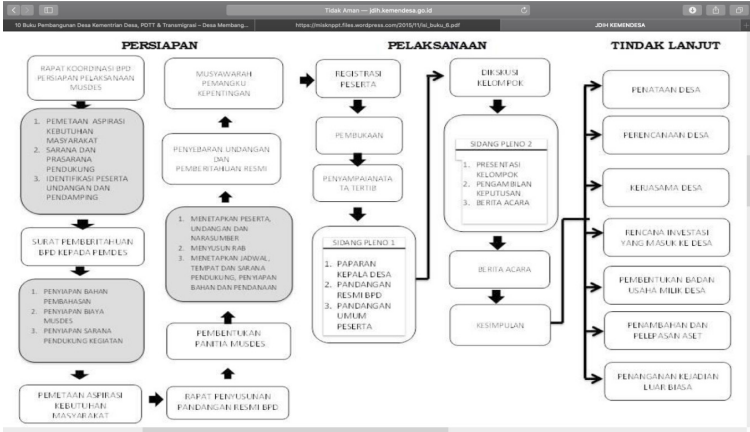 Tidak Aman — jdih.kemendesa.go.id
10 Buku Pembangunan Desa Kementrian Desa, PDTT & Transmigrasi – Desa Membang...
https://misknppt.files.wordpress.com/2015/11/isi_buku_6.pdf
JDIH KEMENDESA
PERSIAPAN
RAPAT KOORDINASI BPD
PERSIAPAN PELAKSANAAN
MUSDES
1. PEMETAAN ASPIRASI
KEBUTUHAN
MASYARAKAT
2. SARANA DAN
PRASARANA
PENDUKUNG
3. IDENTIFIKASI PESERTA
UNDANGAN DAN
PENDAMPING
SURAT PEMBERITAHUAN
BPD KEPADA PEMDES
1. PENYIAPAN BAHAN
PEMBAHASAN
2. PENYIAPAN BIAYA
MUSDES
3. PENYIAPAN SARANA
PENDUKUNG KEGIATAN
PEMETAAN ASPIRASI
KEBUTUHAN
MASYARAKAT
RAPAT PENYUSUNAN
PANDANGAN RESMI BPD
PEMBENTUKAN
PANITIA MUSDES
1. MENETAPKAN PESERTA,
UNDANGAN DAN
NARASUMBER
2. MENYUSUN RAB
3. MENETAPKAN JADWAL,
TEMPAT DAN SARANA
PENDUKUNG, PENYIAPAN
BAHAN DAN PENDANAAN
PENYEBARAN UNDANGAN
DAN
PEMBERITAHUAN RESMI
MUSYAWARAH
PEMANGKU
KEPENTINGAN
PELAKSANAAN
REGISTRASI
PESERTA
PEMBUKAAN
PENYAMPAIANATA
TA TERTIB
SIDANG PLENO 1
1. PAPARAN
KEPALA DESA
2. PANDANGAN
RESMI BPD
3. PANDANGAN
UMUM
PESERTA
DIKSKUSI
KELOMPOK
SIDANG PLENO 2
1. PRESENTASI
KELOMPOK
2. PENGAMBILAN
KEPUTUSAN
3. BERITA ACARA
BERITA ACARA
KESIMPULAN
TINDAK LANJUT
PENATAAN DESA
PERENCANAAN DESA
KERJASAMA DESA
RENCANA INVESTASI
YANG MASUK KE DESA
PEMBENTUKAN BADAN
USAHA MILIK DESA
PENAMBAHAN DAN
PELEPASAN ASET
PENANGANAN KEJADIAN
LUAR BIASA